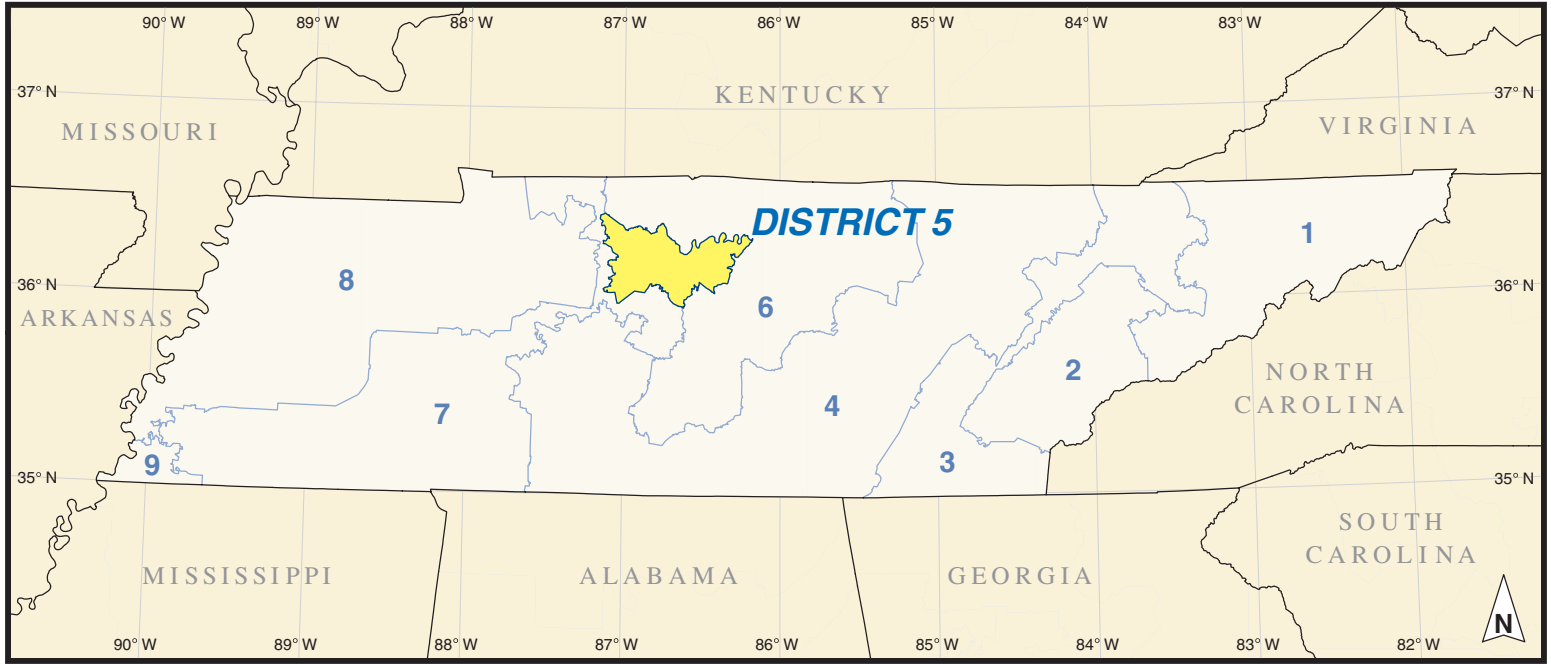 90° W 89° W 88° W 87° W 86° W 85° W 84° W 83° W
37° N
KENTUCKY
37° N
MISSOURI
VIRGINIA
DISTRICT 5
1
8
36° N
36° N
6
ARKANSAS
2
NORTH
CAROLINA
7
4
9
3
35° N
35° N
SOUTH
CAROLINA
MISSISSIPPI
ALABAMA
GEORGIA
N
90° W 89° W 88° W 87° W 86° W 85° W 84° W 83° W 82° W